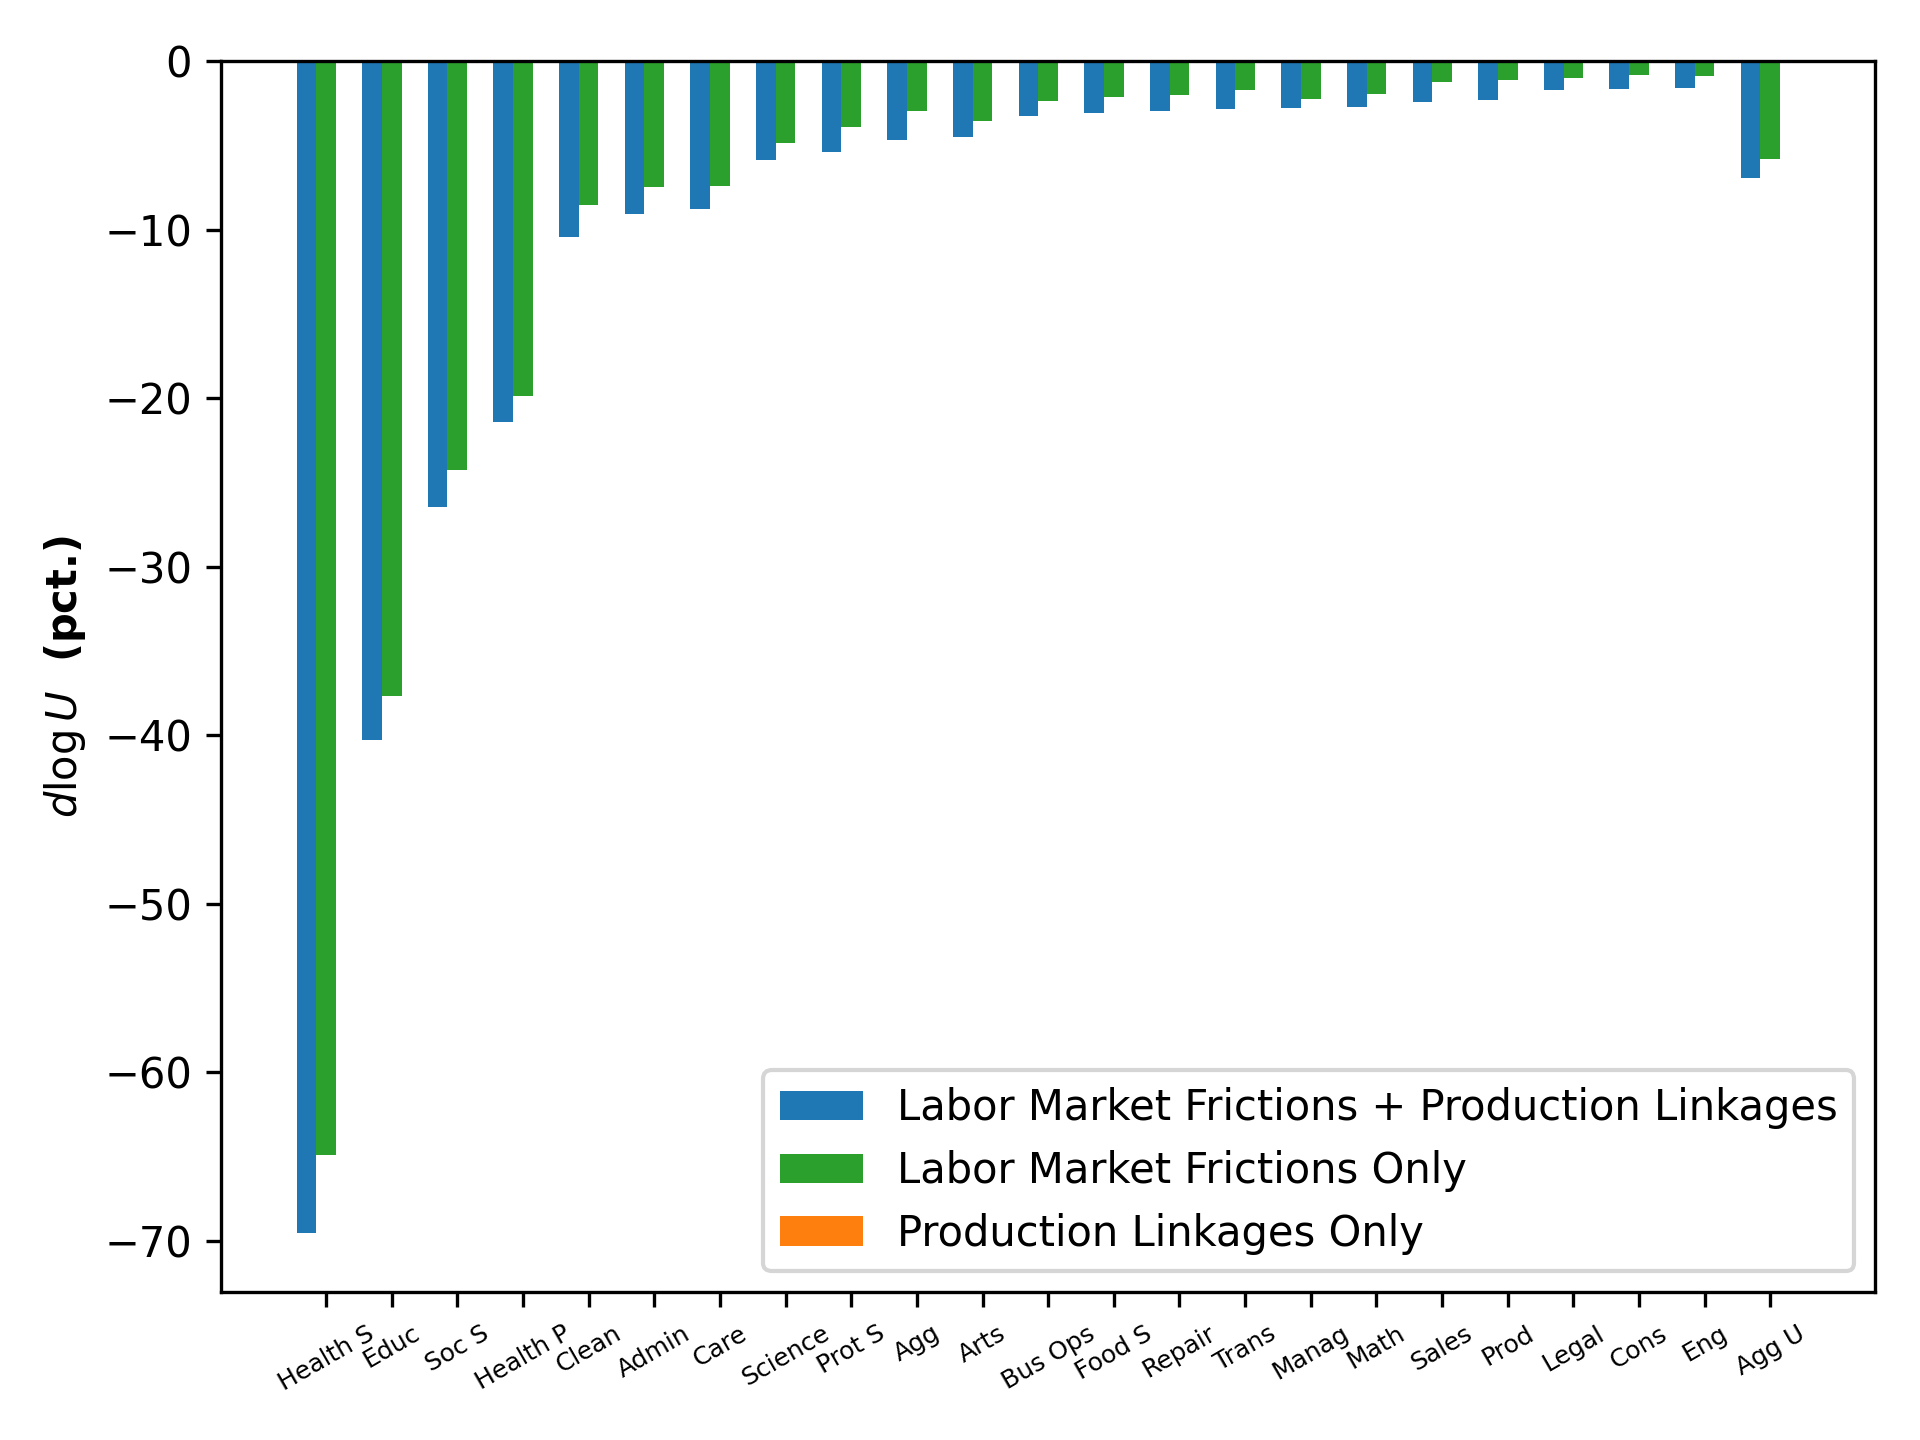 0
−10
−20
−30
−40
−50
−60
−70
dlog U (pct.)
Labor Market Frictions + Production Linkages
Labor Market Frictions Only
Production Linkages Only
Health S
Educ
Soc S
Health P
Clean
Admin
Care
Science
Prot S
Agg
Arts
Bus Ops
Food S
Repair
Trans
Manag
Math
Sales
Prod
Legal
Cons
Eng
Agg U